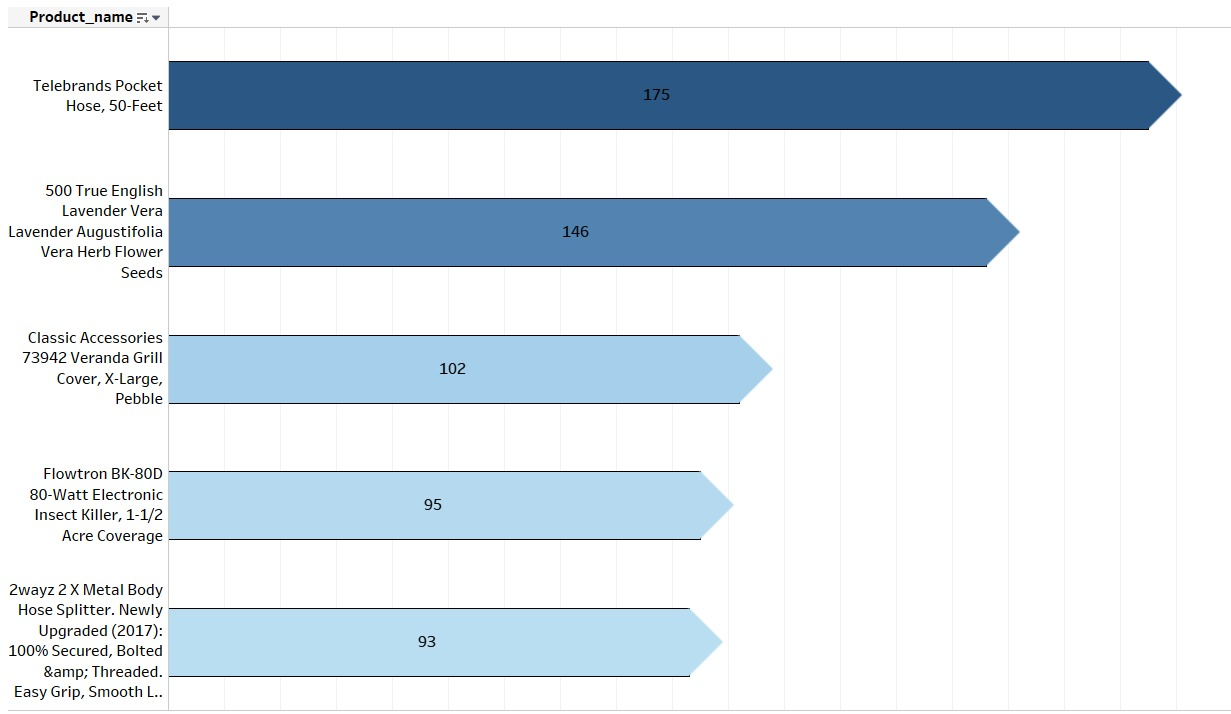 Product_name
Telebrands Pocket
Hose, 50-Feet
175
500 True English
Lavender Vera
Lavender Augustifolia
Vera Herb Flower
Seeds
146
Classic Accessories
73942 Veranda Grill
Cover, X-Large,
Pebble
102
Flowtron BK-80D
80-Watt Electronic
Insect Killer, 1-1/2
Acre Coverage
95
2wayz 2 X Metal Body
Hose Splitter. Newly
Upgraded (2017):
100% Secured, Bolted
&amp; Threaded.
Easy Grip, Smooth L..
93